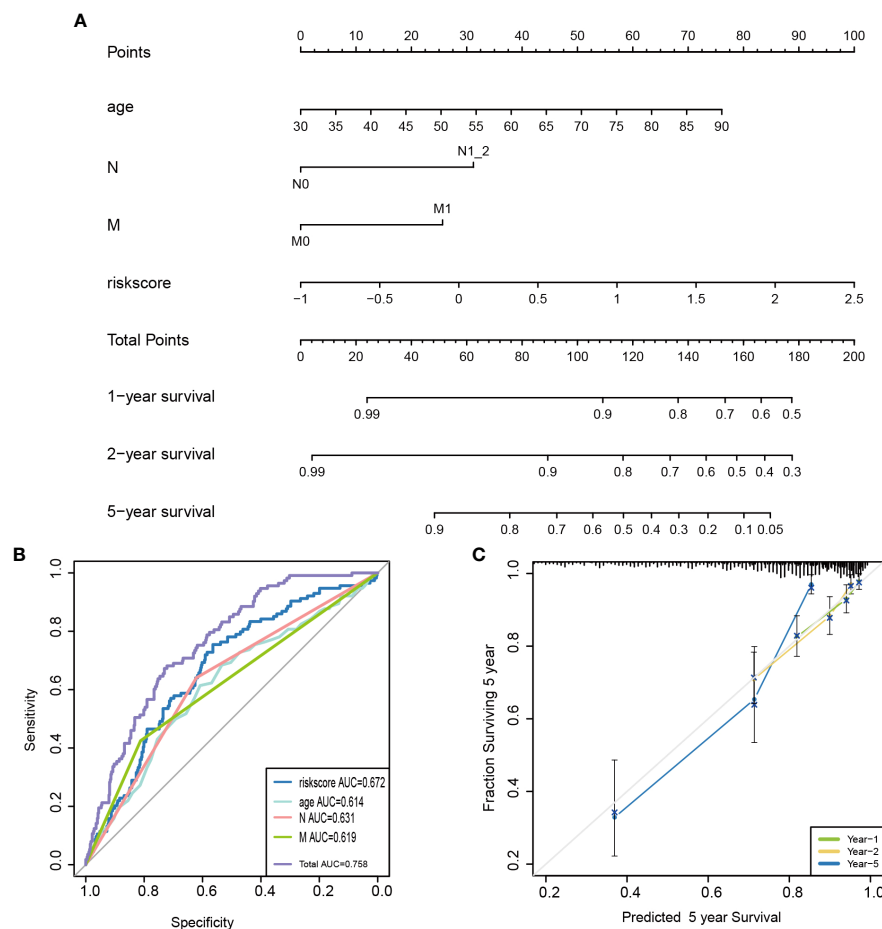 A
Points
0 10 20 30 40 50 60 70 80 90 100
age
30 35 40 45 50 55 60 65 70 75 80 85 90
N
N1_2
N0
M
M1
M0
riskscore
−1 −0.5 0 0.5 1 1.5 2 2.5
Total Points
0 20 40 60 80 100 120 140 160 180 200
1−year survival
0.99 0.9 0.8 0.7 0.6 0.5
2−year survival
0.99 0.9 0.8 0.7 0.6 0.5 0.4 0.3
5−year survival
0.9 0.8 0.7 0.6 0.5 0.4 0.3 0.2 0.1 0.05
B
1.0
0.8
0.6
0.4
0.2
0.0
Sensitivity
riskscore AUC=0.672
age AUC=0.614
N AUC=0.631
M AUC=0.619
Total AUC=0.758
1.0 0.8 0.6 0.4 0.2 0.0
Specificity
C
1.0
0.8
0.6
0.4
0.2
Fraction Surviving 5 year
Year−1
Year−2
Year−5
0.2 0.4 0.6 0.8 1.0
Predicted 5 year Survival